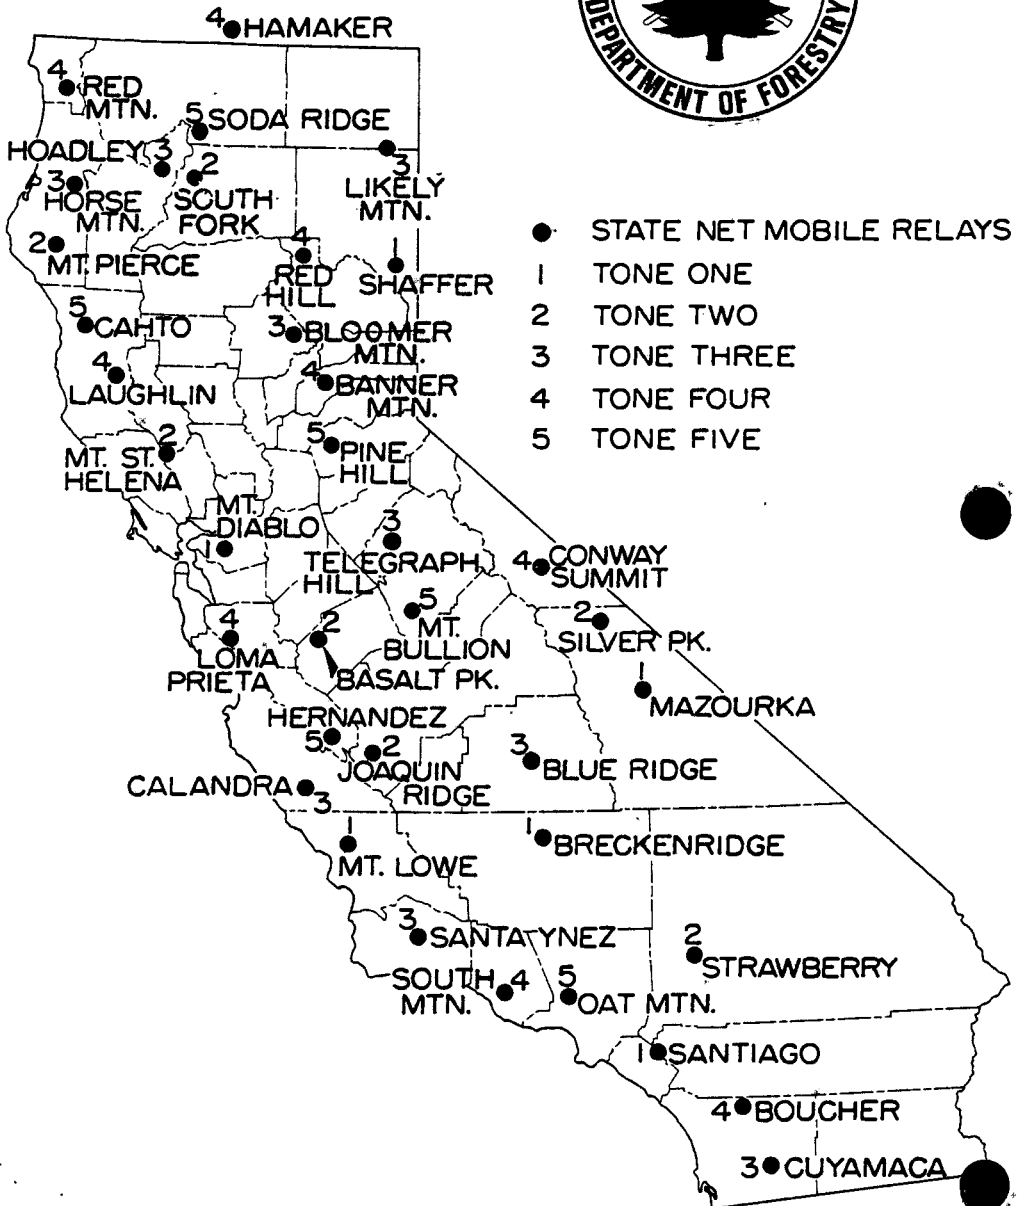 DEPARTMENT OF FORESTRY
4 HAMAKER
4 RED
MTN.
5 SODA RIDGE
HOADLEY 3
2
SOUTH
FORK
3
HORSE
MTN.
3
LIKELY
MTN.
2
MT. PIERCE
4
RED
HILL
1
SHAFFER
● STATE NET MOBILE RELAYS
1 TONE ONE
2 TONE TWO
3 TONE THREE
4 TONE FOUR
5 TONE FIVE
5 CAHTO
3 BLOOMER
MTN.
4
LAUGHLIN
4 BANNER
MTN.
2
MT. ST.
HELENA
5 PINE
HILL
MT.
DIABLO
1
3
TELEGRAPH
HILL
4 CONWAY
SUMMIT
5
MT.
BULLION
2
SILVER PK.
4
LOMA
PRIETA
2
BASALT PK.
1
MAZOURKA
HERNANDEZ
5
2
JOAQUIN
RIDGE
3
BLUE RIDGE
CALANDRA
3
1
MT. LOWE
1
BRECKENRIDGE
3
SANTA YNEZ
2
STRAWBERRY
SOUTH 4
MTN.
5
OAT MTN.
1 SANTIAGO
4 BOUCHER
3 CUYAMACA